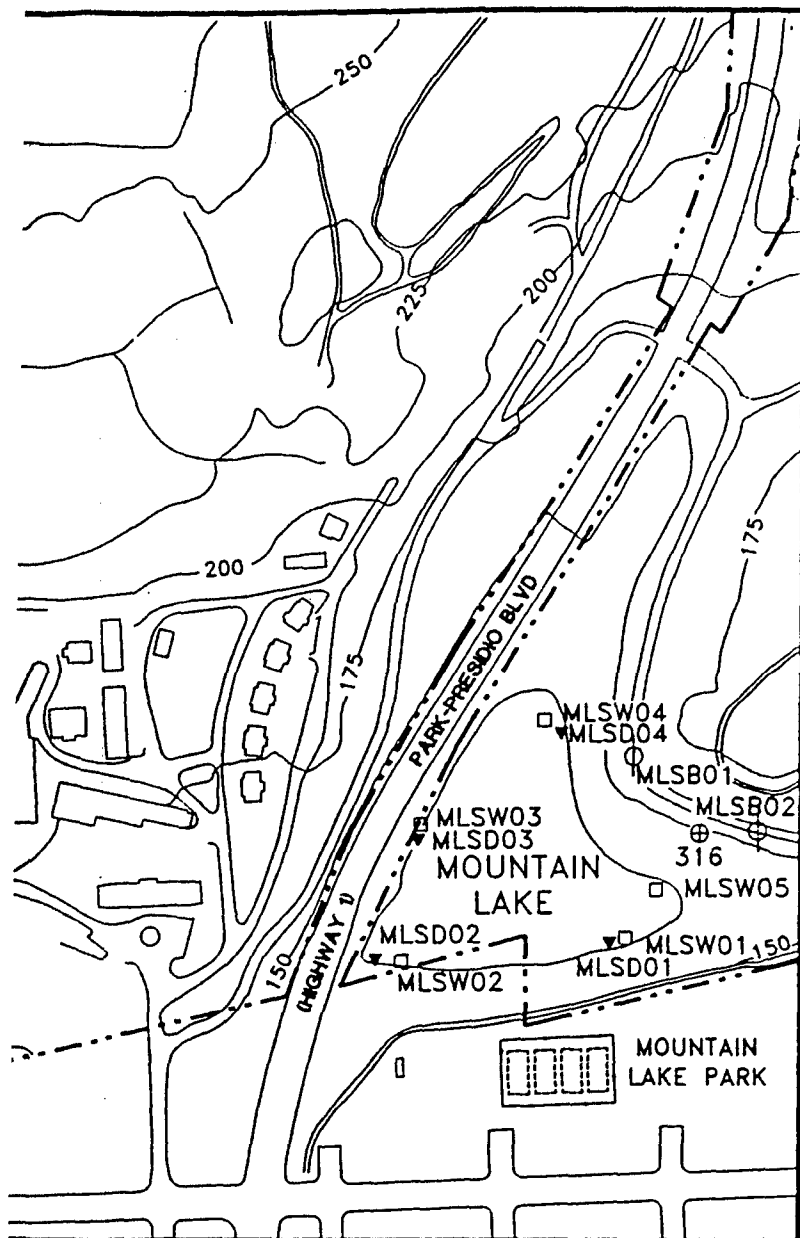 250
225
200
200
175
175
PARK-PRESIDIO BLVD
MLSW04
MLSD04
MLSB01
MLSB02
MLSW03
MLSD03
316
MOUNTAIN
LAKE
MLSW05
(HIGHWAY 1)
MLSD02
MLSW02
MLSW01
MLSD01
150
150
MOUNTAIN
LAKE PARK